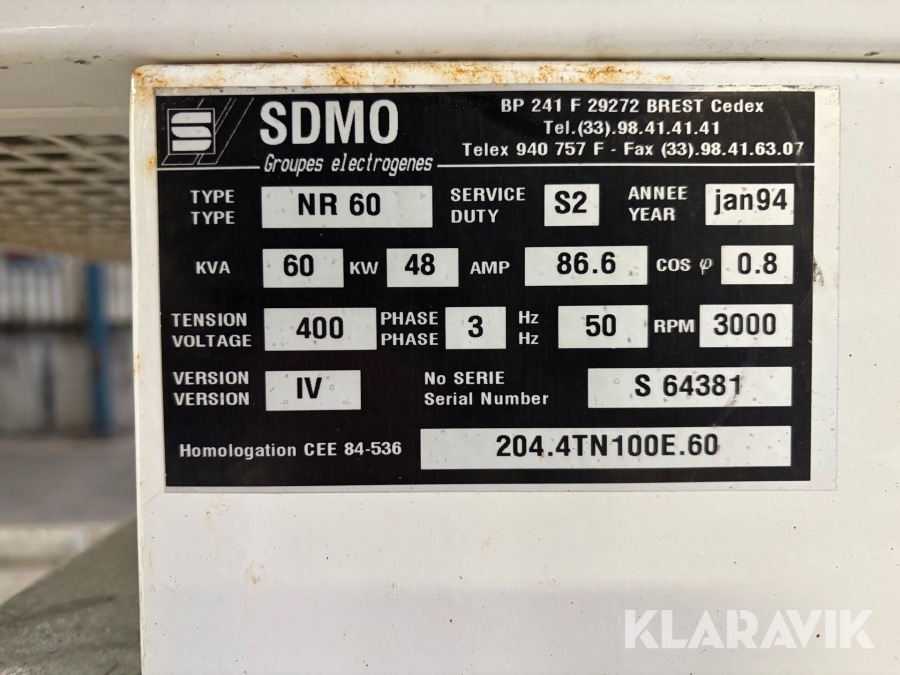 SDMO
Groupes electrogenes
BP 241 F 29272 BREST Cedex
Tel.(33).98.41.41.41
Telex 940 757 F - Fax (33).98.41.63.07
TYPE TYPE NR 60 SERVICE DUTY S2 ANNEE YEAR jan94
KVA 60 KW 48 AMP 86.6 COS φ 0.8
TENSION VOLTAGE 400 PHASE PHASE 3 Hz Hz 50 RPM 3000
VERSION VERSION IV No SERIE Serial Number S 64381
Homologation CEE 84-536 204.4TN100E.60
KLARAVIK